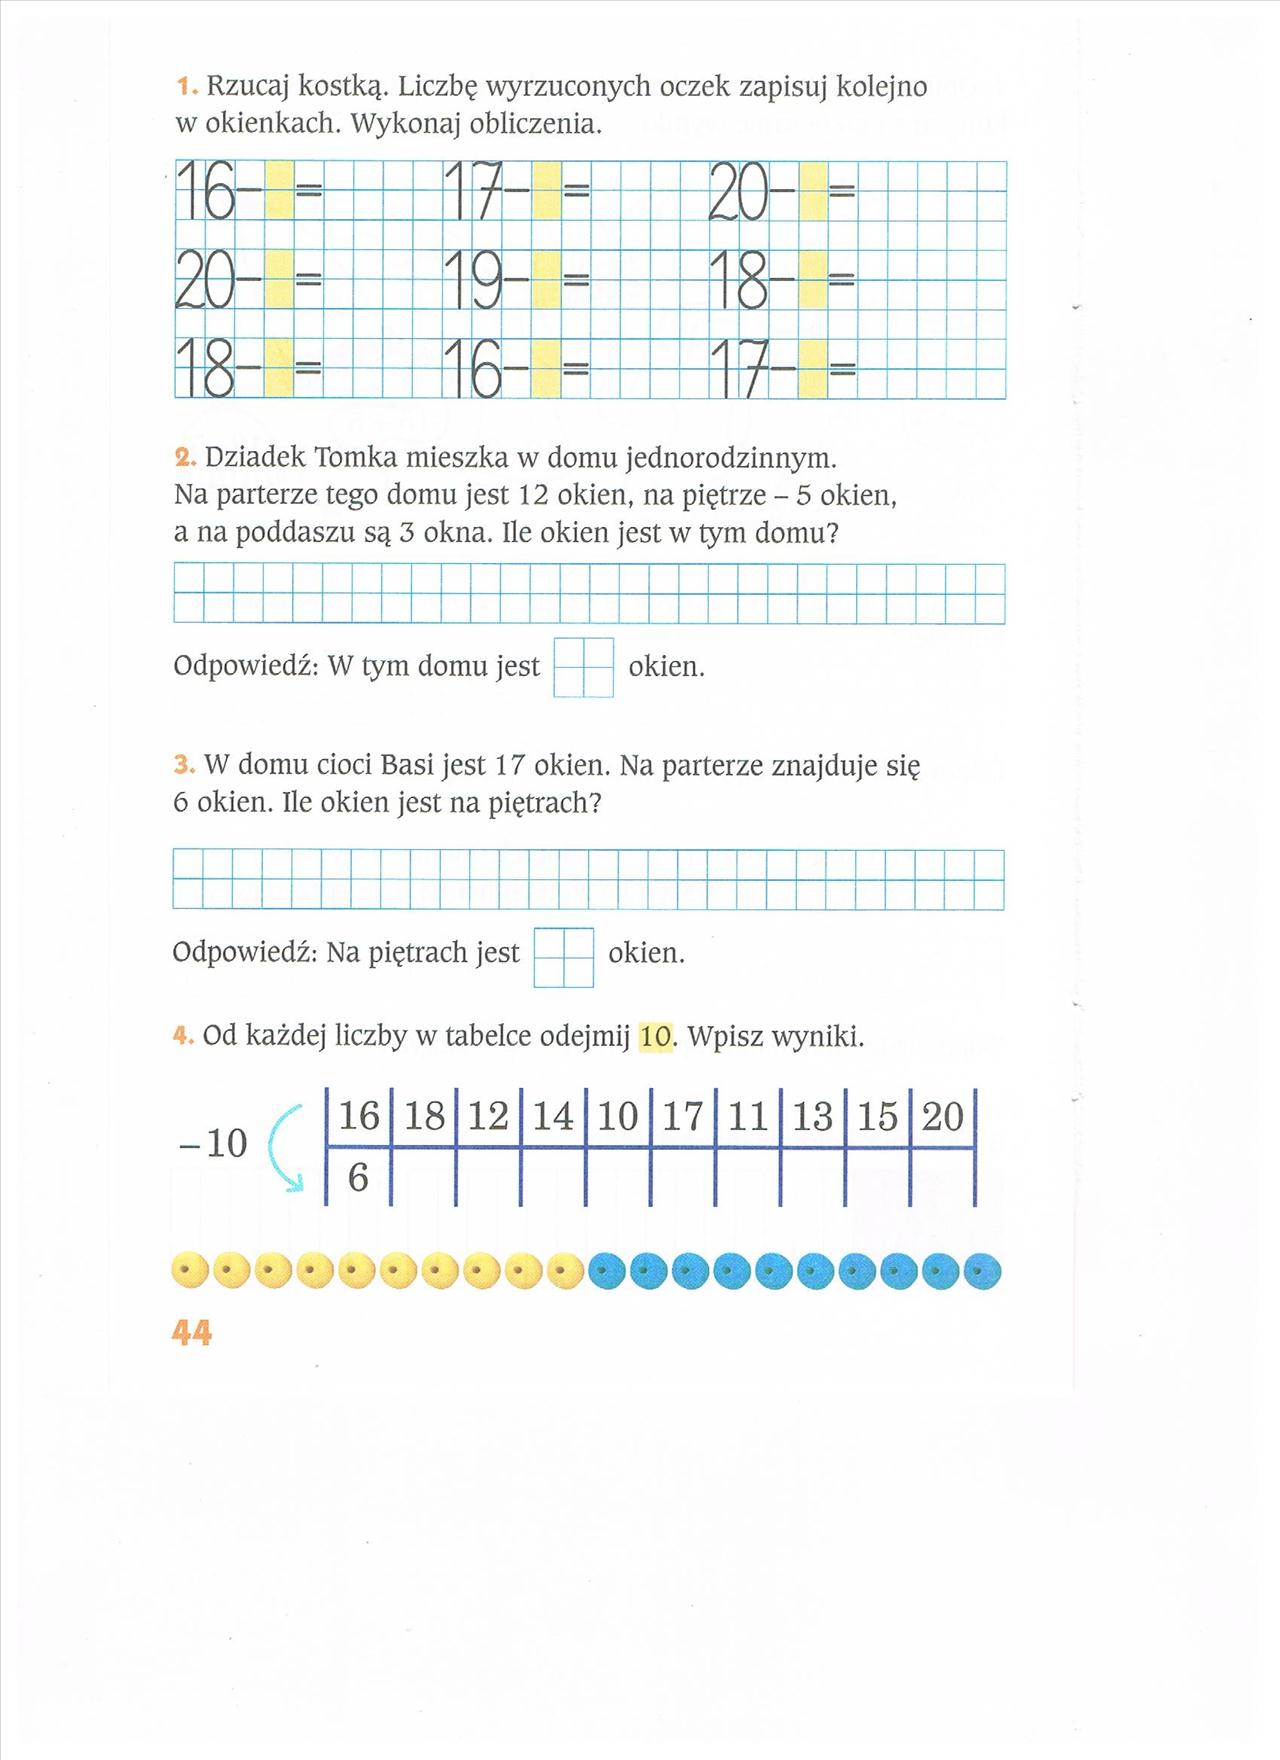 1. Rzucaj kostką. Liczbę wyrzuconych oczek zapisuj kolejno
w okienkach. Wykonaj obliczenia.
16- = 17- = 20- =
20- = 19- = 18- =
18- = 16- = 17- =
2. Dziadek Tomka mieszka w domu jednorodzinnym.
Na parterze tego domu jest 12 okien, na piętrze – 5 okien,
a na poddaszu są 3 okna. Ile okien jest w tym domu?
Odpowiedź: W tym domu jest okien.
3. W domu cioci Basi jest 17 okien. Na parterze znajduje się
6 okien. Ile okien jest na piętrach?
Odpowiedź: Na piętrach jest okien.
4. Od każdej liczby w tabelce odejmij 10. Wpisz wyniki.
16 18 12 14 10 17 11 13 15 20
–10
6
44